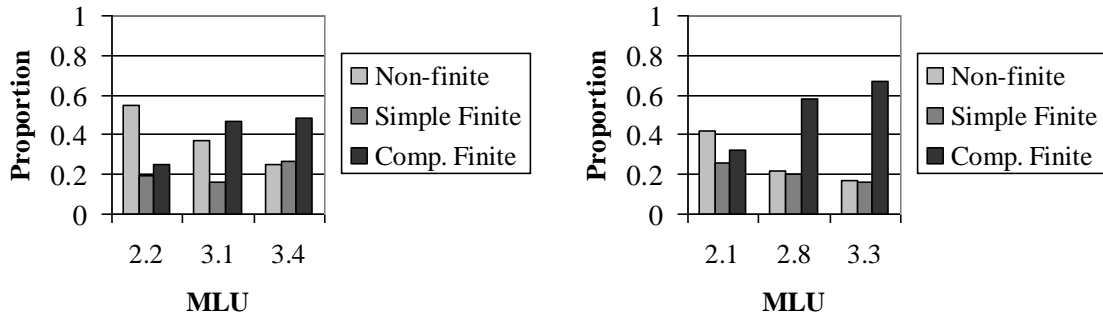 Proportion
1
0.8
0.6
0.4
0.2
0
2.2 3.1 3.4
MLU
Non-finite
Simple Finite
Comp. Finite
Proportion
1
0.8
0.6
0.4
0.2
0
2.1 2.8 3.3
MLU
Non-finite
Simple Finite
Comp. Finite